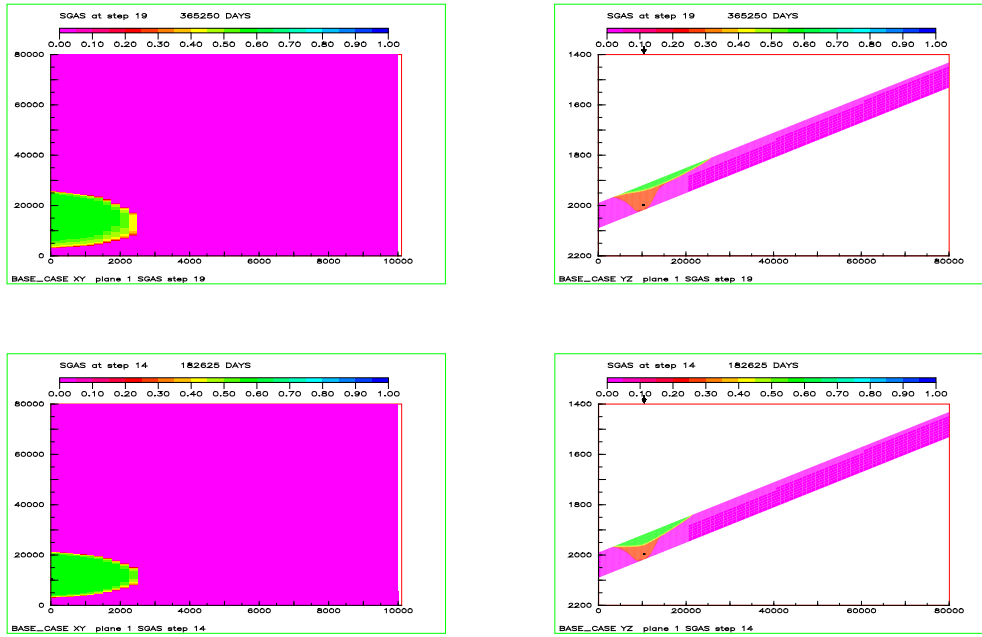 SGAS at step 19 365250 DAYS
0.00 0.10 0.20 0.30 0.40 0.50 0.60 0.70 0.80 0.90 1.00
80000
60000
40000
20000
0
0 2000 4000 6000 8000 10000
BASE_CASE XY plane 1 SGAS step 19
SGAS at step 19 365250 DAYS
0.00 0.10 0.20 0.30 0.40 0.50 0.60 0.70 0.80 0.90 1.00
1400
1600
1800
2000
2200
0 20000 40000 60000 80000
BASE_CASE YZ plane 1 SGAS step 19
SGAS at step 14 182625 DAYS
0.00 0.10 0.20 0.30 0.40 0.50 0.60 0.70 0.80 0.90 1.00
80000
60000
40000
20000
0
0 2000 4000 6000 8000 10000
BASE_CASE XY plane 1 SGAS step 14
SGAS at step 14 182625 DAYS
0.00 0.10 0.20 0.30 0.40 0.50 0.60 0.70 0.80 0.90 1.00
1400
1600
1800
2000
2200
0 20000 40000 60000 80000
BASE_CASE YZ plane 1 SGAS step 14